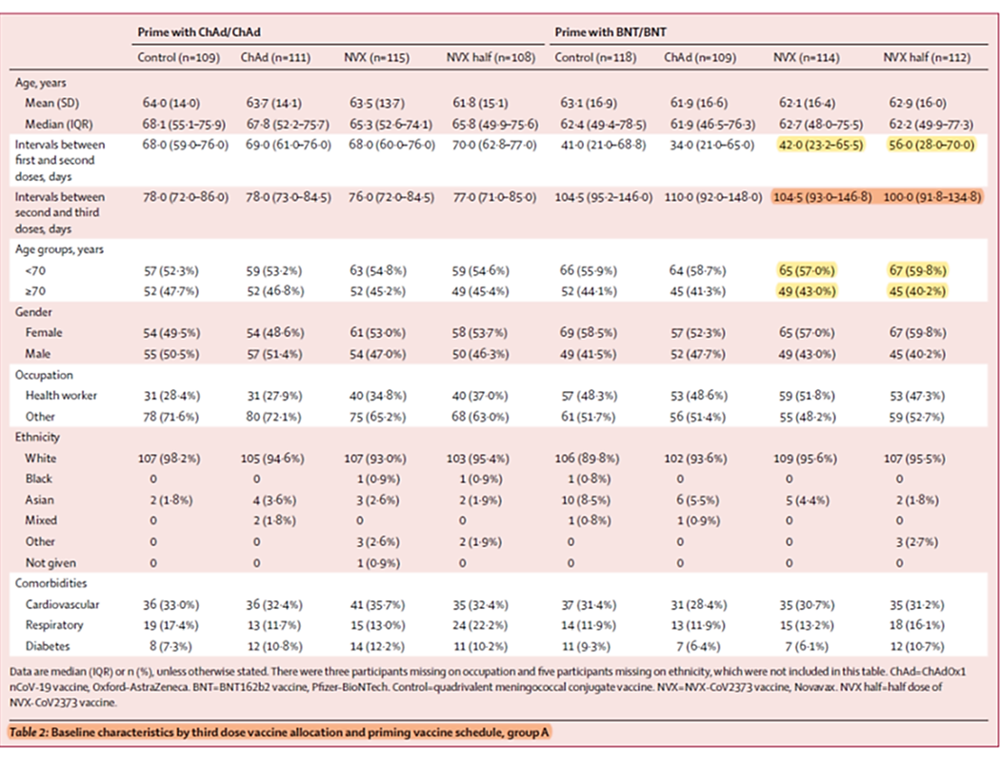 Prime with ChAd/ChAd Prime with BNT/BNT
Control (n=109) ChAd (n=111) NVX (n=115) NVX half (n=108) Control (n=118) ChAd (n=109) NVX (n=114) NVX half (n=112)
Age, years
Mean (SD) 64·0 (14·0) 63·7 (14·1) 63·5 (13·7) 61·8 (15·1) 63·1 (16·9) 61·9 (16·6) 62·1 (16·4) 62·9 (16·0)
Median (IQR) 68·1 (55·1–75·9) 67·8 (52·2–75·7) 65·3 (52·6–74·1) 65·8 (49·9–75·6) 62·4 (49·4–78·5) 61·9 (46·5–76·3) 62·7 (48·0–75·5) 62·2 (49·9–77·3)
Intervals between 68·0 (59·0–76·0) 69·0 (61·0–76·0) 68·0 (60·0–76·0) 70·0 (62·8–77·0) 41·0 (21·0–68·8) 34·0 (21·0–65·0) 42·0 (23·2–65·5) 56·0 (28·0–70·0)
first and second
doses, days
Intervals between 78·0 (72·0–86·0) 78·0 (73·0–84·5) 76·0 (72·0–84·5) 77·0 (71·0–85·0) 104·5 (95·2–146·0) 110·0 (92·0–148·0) 104·5 (93·0–146·8) 100·0 (91·8–134·8)
second and third
doses, days
Age groups, years
<70 57 (52·3%) 59 (53·2%) 63 (54·8%) 59 (54·6%) 66 (55·9%) 64 (58·7%) 65 (57·0%) 67 (59·8%)
≥70 52 (47·7%) 52 (46·8%) 52 (45·2%) 49 (45·4%) 52 (44·1%) 45 (41·3%) 49 (43·0%) 45 (40·2%)
Gender
Female 54 (49·5%) 54 (48·6%) 61 (53·0%) 58 (53·7%) 69 (58·5%) 57 (52·3%) 65 (57·0%) 67 (59·8%)
Male 55 (50·5%) 57 (51·4%) 54 (47·0%) 50 (46·3%) 49 (41·5%) 52 (47·7%) 49 (43·0%) 45 (40·2%)
Occupation
Health worker 31 (28·4%) 31 (27·9%) 40 (34·8%) 40 (37·0%) 57 (48·3%) 53 (48·6%) 59 (51·8%) 53 (47·3%)
Other 78 (71·6%) 80 (72·1%) 75 (65·2%) 68 (63·0%) 61 (51·7%) 56 (51·4%) 55 (48·2%) 59 (52·7%)
Ethnicity
White 107 (98·2%) 105 (94·6%) 107 (93·0%) 103 (95·4%) 106 (89·8%) 102 (93·6%) 109 (95·6%) 107 (95·5%)
Black 0 0 1 (0·9%) 1 (0·9%) 1 (0·8%) 0 0 0
Asian 2 (1·8%) 4 (3·6%) 3 (2·6%) 2 (1·9%) 10 (8·5%) 6 (5·5%) 5 (4·4%) 2 (1·8%)
Mixed 0 2 (1·8%) 0 0 1 (0·8%) 1 (0·9%) 0 0
Other 0 0 3 (2·6%) 2 (1·9%) 0 0 0 3 (2·7%)
Not given 0 0 1 (0·9%) 0 0 0 0 0
Comorbidities
Cardiovascular 36 (33·0%) 36 (32·4%) 41 (35·7%) 35 (32·4%) 37 (31·4%) 31 (28·4%) 35 (30·7%) 35 (31·2%)
Respiratory 19 (17·4%) 13 (11·7%) 15 (13·0%) 24 (22·2%) 14 (11·9%) 13 (11·9%) 15 (13·2%) 18 (16·1%)
Diabetes 8 (7·3%) 12 (10·8%) 14 (12·2%) 11 (10·2%) 11 (9·3%) 7 (6·4%) 7 (6·1%) 12 (10·7%)
Data are median (IQR) or n (%), unless otherwise stated. There were three participants missing on occupation and five participants missing on ethnicity, which were not included in this table. ChAd=ChAdOx1
nCoV-19 vaccine, Oxford–AstraZeneca. BNT=BNT162b2 vaccine, Pfizer-BioNTech. Control=quadrivalent meningococcal conjugate vaccine. NVX=NVX-CoV2373 vaccine, Novavax. NVX half=half dose of
NVX-CoV2373 vaccine.
Table 2: Baseline characteristics by third dose vaccine allocation and priming vaccine schedule, group A